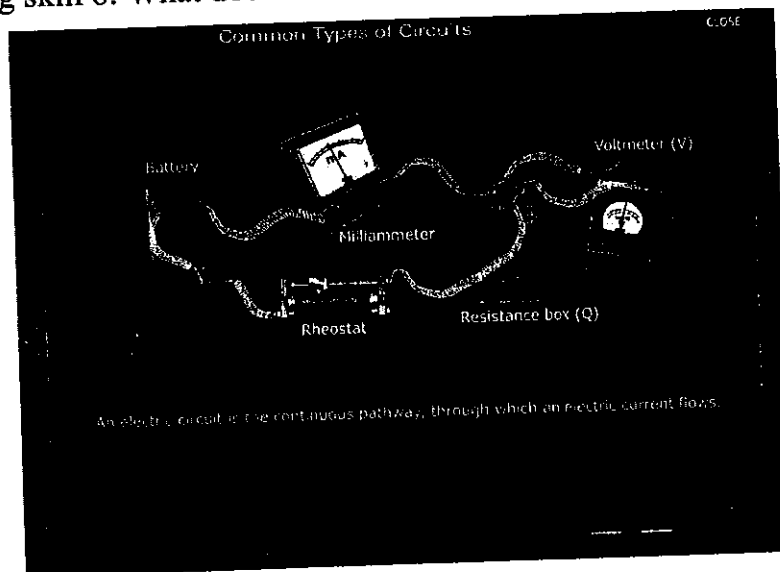 g skill 6: What
Common Types of Circuits
CLOSE
Voltmeter (V)
Battery
mA
Milliammeter
Resistance box (Q)
Rheostat
An electric circuit is the continuous pathway, through which an electric current flows.